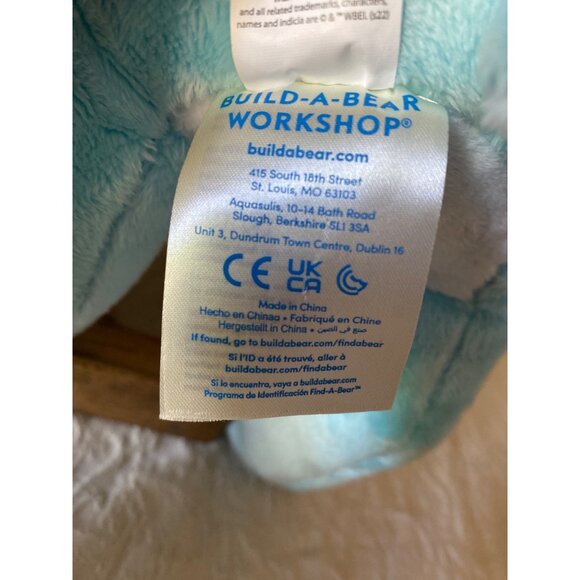 and all related trademarks, characters,
names and indicia are © & ™ WBEI. (s22)
BUILD-A-BEAR
WORKSHOP®
buildabear.com
415 South 18th Street
St. Louis, MO 63103
Aquasulis, 10-14 Bath Road
Slough, Berkshire SL1 3SA
Unit 3, Dundrum Town Centre, Dublin 16
CE UK CA
Made in China
Hecho en Chinaa • Fabriqué en Chine
Hergestellt in China • صنع في الصين
If found, go to buildabear.com/findabear
Si l'ID a été trouvé, aller à
buildabear.com/findabear
Si lo encuentra, vaya a buildabear.com
Programa de Identificación Find-A-Bear™